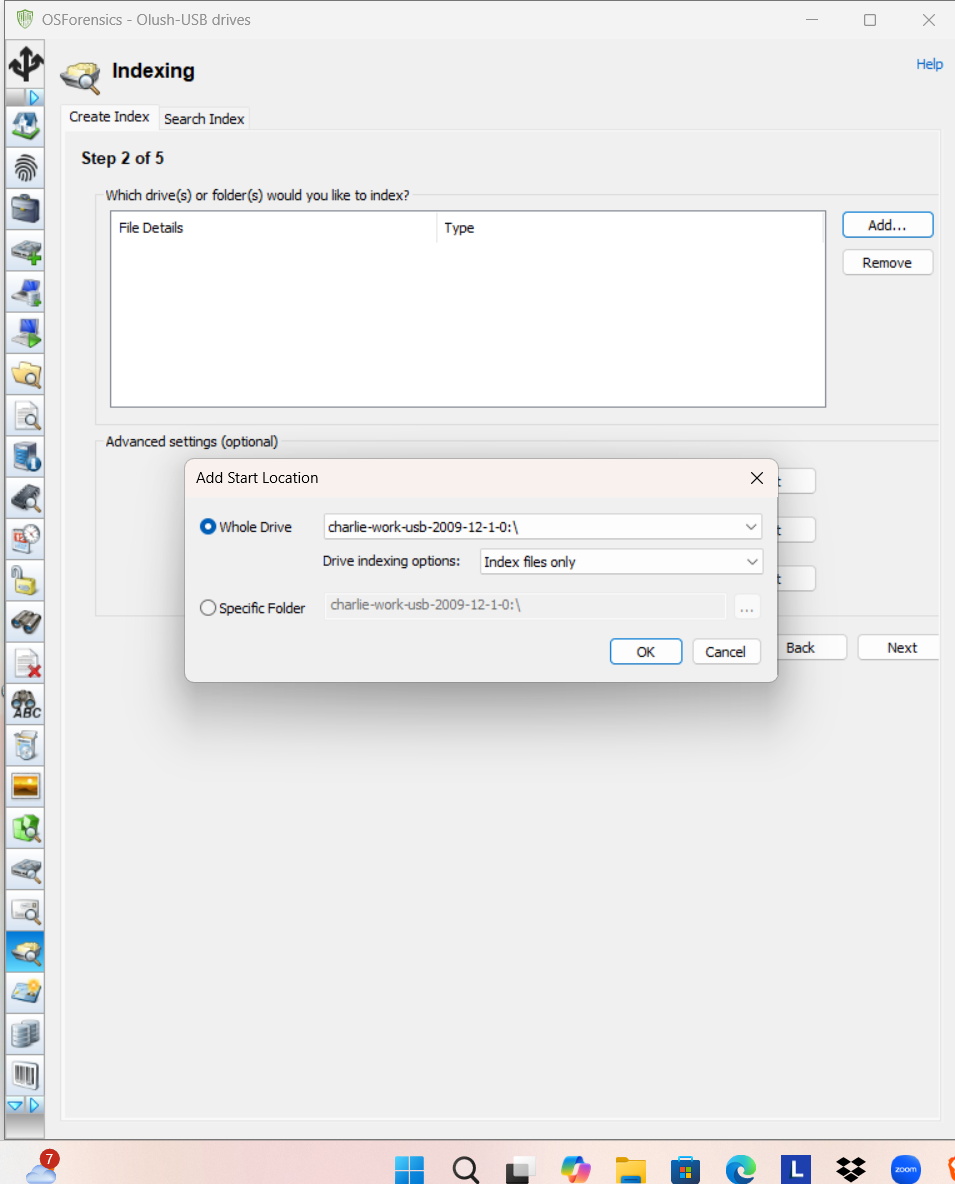 OSForensics - Olush-USB drives
Indexing
Help
Create Index
Search Index
Step 2 of 5
Which drive(s) or folder(s) would you like to index?
File Details
Type
Add...
Remove
Advanced settings (optional)
Add Start Location
t
Whole Drive
charlie-work-usb-2009-12-1-0:\
t
Drive indexing options:
Index files only
t
Specific Folder
charlie-work-usb-2009-12-1-0:\
...
OK
Cancel
Back
Next
ABC
7
L
zoom